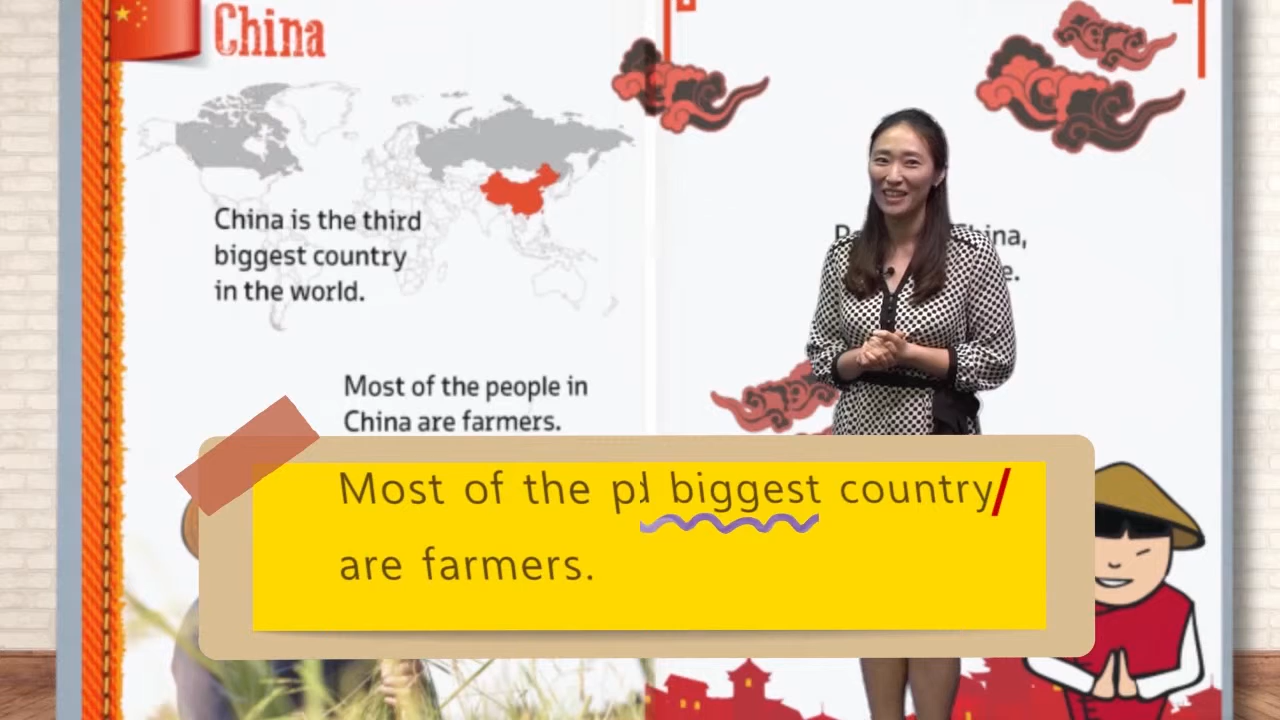 China
China is the third
biggest country
in the world.
Most of the people in
China are farmers.
Most of the biggest country/
are farmers.